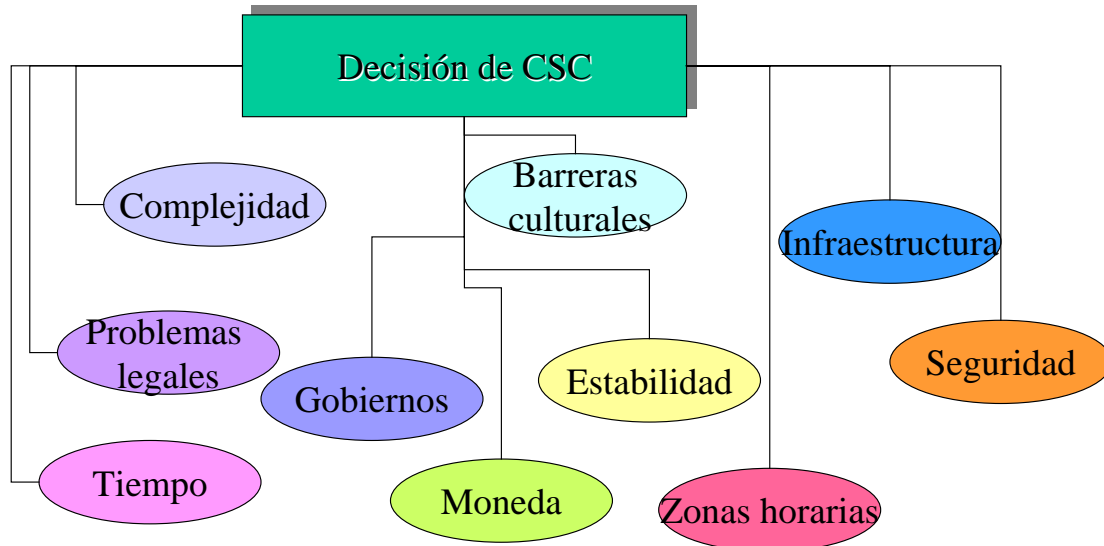 Decisión de CSC
Complejidad
Barreras
culturales
Infraestructura
Problemas
legales
Gobiernos
Estabilidad
Seguridad
Tiempo
Moneda
Zonas horarias